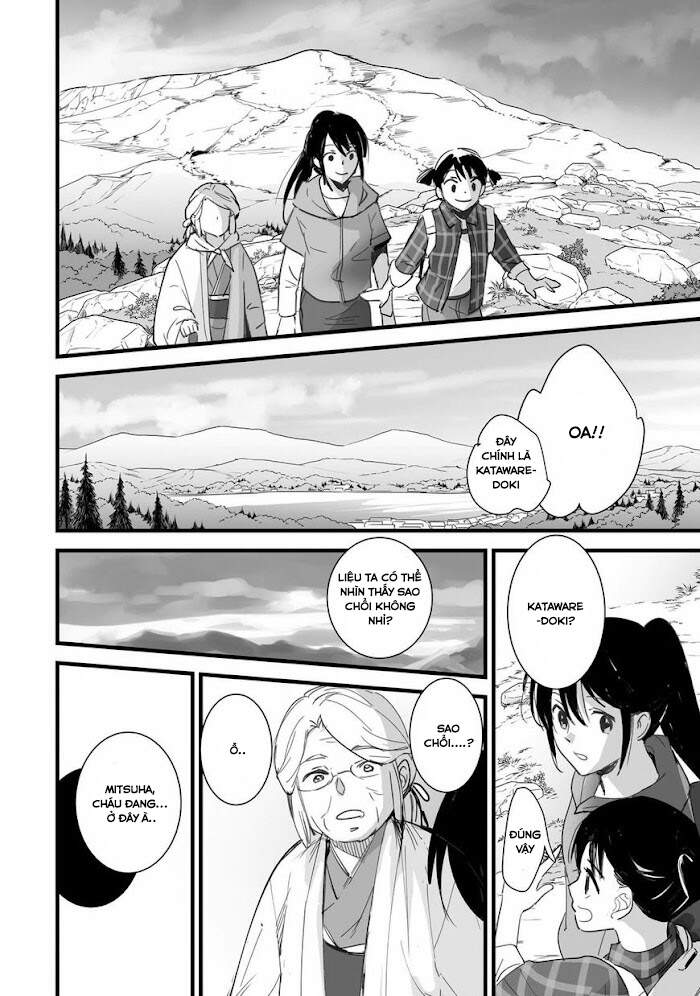 OA!!
ĐÂY
CHÍNH LÀ
KATAWARE-
DOKI
KATAWARE
-DOKI?
ĐÚNG
VẬY
LIỆU TA CÓ THỂ
NHÌN THẤY SAO
CHỔI KHÔNG
NHỈ?
SAO
CHỔI....?
Ồ..
MITSUHA,
CHÁU ĐANG...
Ở ĐÂY À..